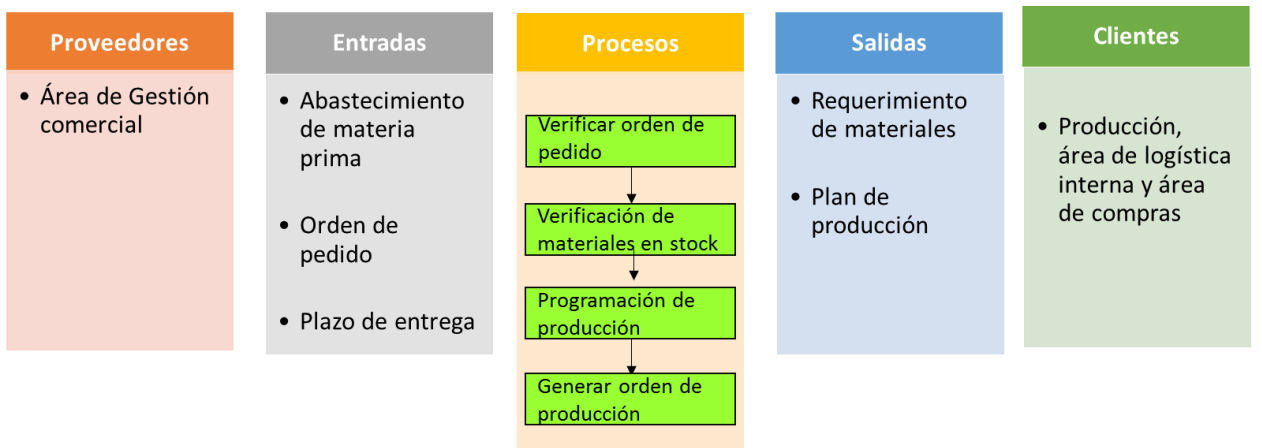 Proveedores
• Área de Gestión
comercial
Entradas
• Abastecimiento
de materia
prima
• Orden de
pedido
• Plazo de entrega
Procesos
Verificar orden de
pedido
Verificación de
materiales en stock
Programación de
producción
Generar orden de
producción
Salidas
• Requerimiento
de materiales
• Plan de
producción
Clientes
• Producción,
área de logística
interna y área
de compras